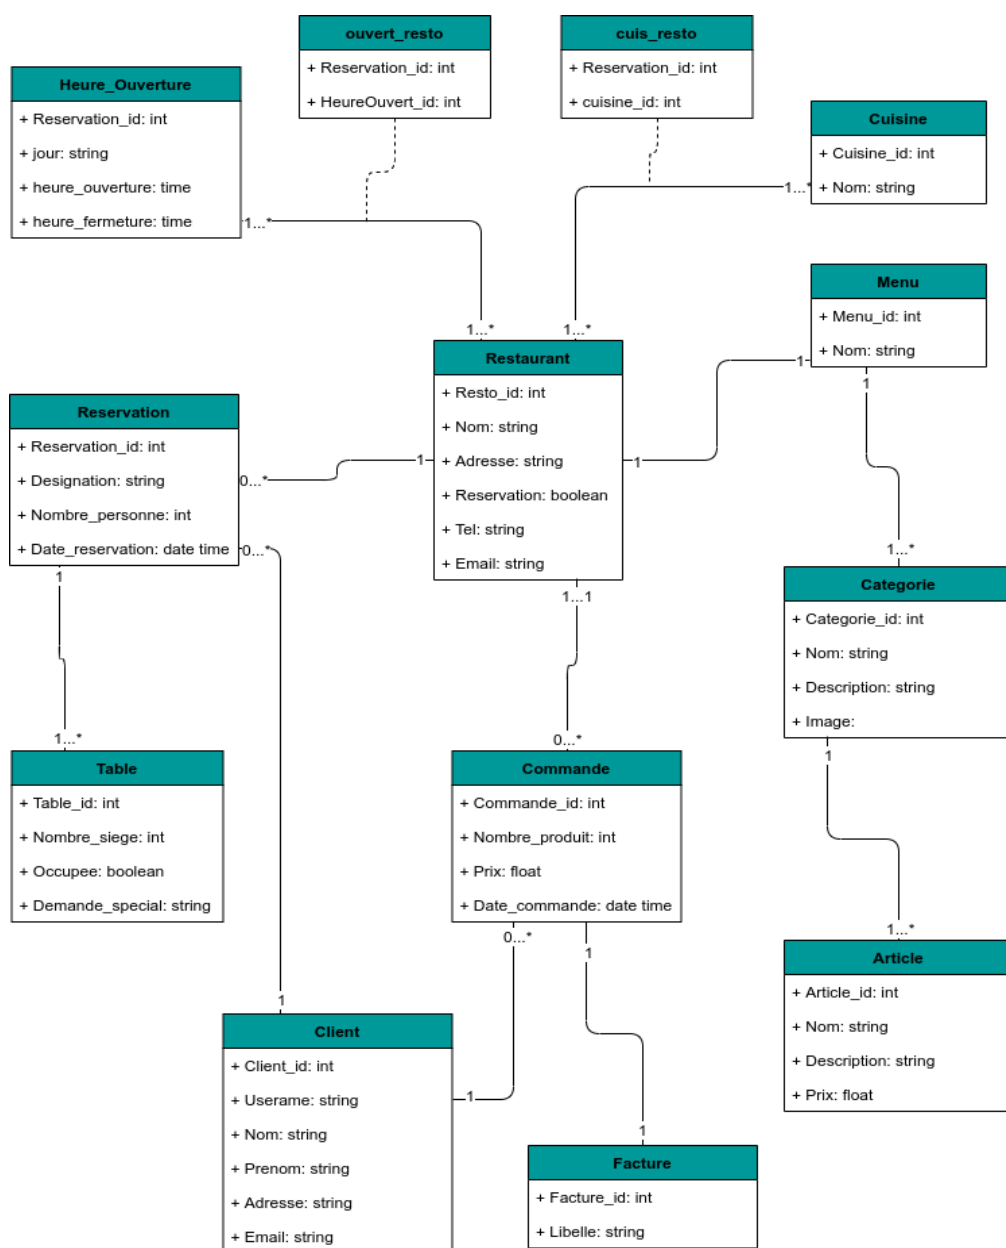 ouvert_resto
+ Reservation_id: int
+ HeureOuvert_id: int
cuis_resto
+ Reservation_id: int
+ cuisine_id: int
Heure_Ouverture
+ Reservation_id: int
+ jour: string
+ heure_ouverture: time
+ heure_fermeture: time
1...*
1...*
Cuisine
+ Cuisine_id: int
+ Nom: string
1...*
1...*
Menu
+ Menu_id: int
+ Nom: string
1
1
Restaurant
+ Resto_id: int
+ Nom: string
+ Adresse: string
+ Reservation: boolean
+ Tel: string
+ Email: string
1
1
1...1
Reservation
+ Reservation_id: int
+ Designation: string
+ Nombre_personne: int
+ Date_reservation: date time
0...*
0...*
1
1...*
Categorie
+ Categorie_id: int
+ Nom: string
+ Description: string
+ Image:
1
1...*
Table
+ Table_id: int
+ Nombre_siege: int
+ Occupee: boolean
+ Demande_special: string
0...*
Commande
+ Commande_id: int
+ Nombre_produit: int
+ Prix: float
+ Date_commande: date time
0...*
1
1...*
Article
+ Article_id: int
+ Nom: string
+ Description: string
+ Prix: float
1
Client
+ Client_id: int
+ Userame: string
+ Nom: string
+ Prenom: string
+ Adresse: string
+ Email: string
1
1
Facture
+ Facture_id: int
+ Libelle: string